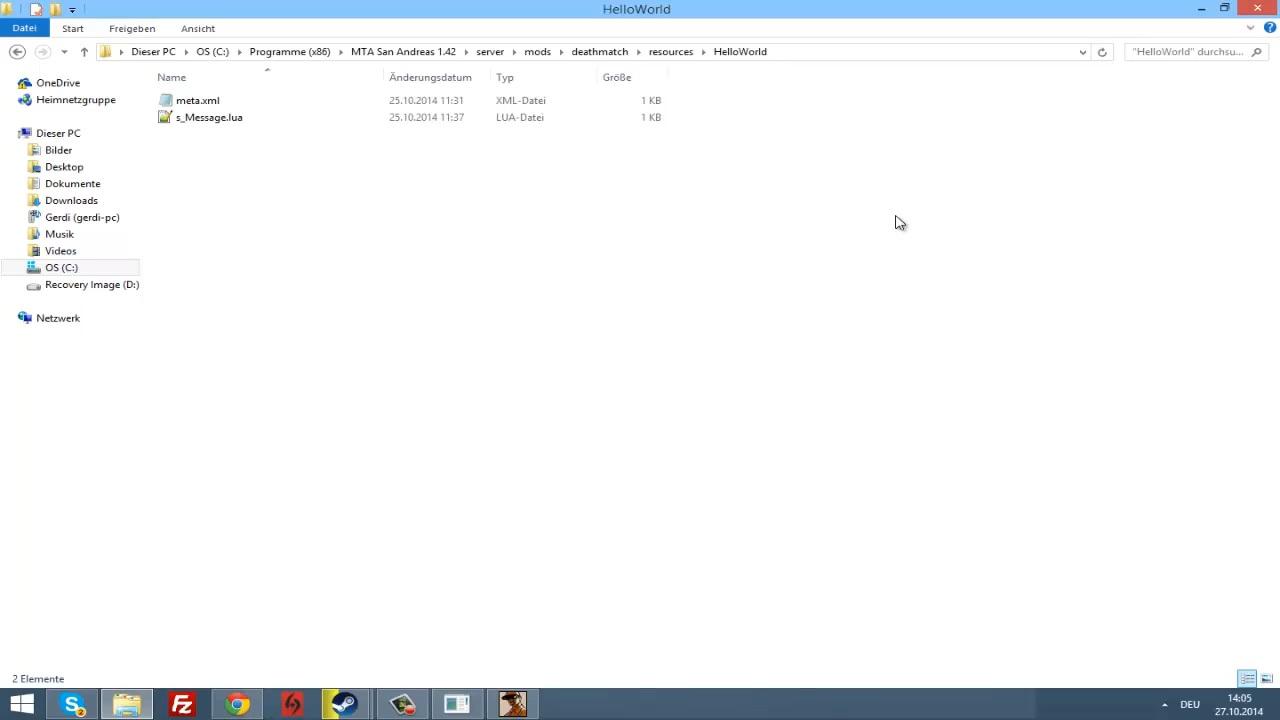 HelloWorld
Datei Start Freigeben Ansicht
Dieser PC OS (C:) Programme (x86) MTA San Andreas 1.42 server mods deathmatch resources HelloWorld "HelloWorld" durchsu...
Name Änderungsdatum Typ Größe
OneDrive
Heimnetzgruppe
Dieser PC
Bilder
Desktop
Dokumente
Downloads
Gerdi (gerdi-pc)
Musik
Videos
OS (C:)
Recovery Image (D:)
Netzwerk
meta.xml 25.10.2014 11:31 XML-Datei 1 KB
s_Message.lua 25.10.2014 11:37 LUA-Datei 1 KB
2 Elemente
S 2 Fz DEU 14:05
27.10.2014